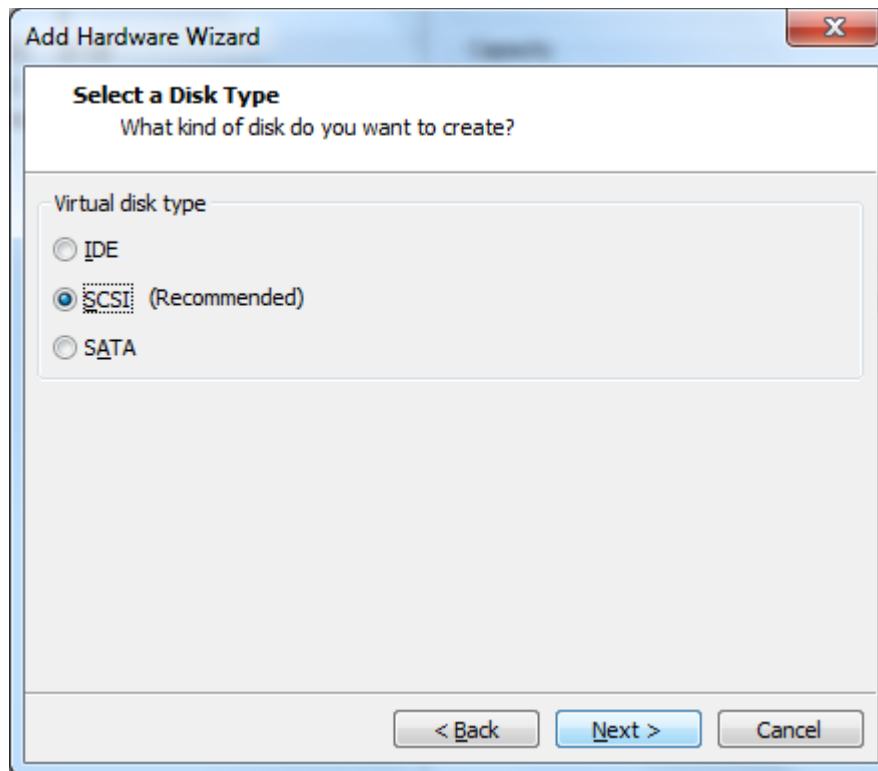 Add Hardware Wizard
Select a Disk Type
What kind of disk do you want to create?
Virtual disk type
IDE
SCSI (Recommended)
SATA
< Back Next > Cancel